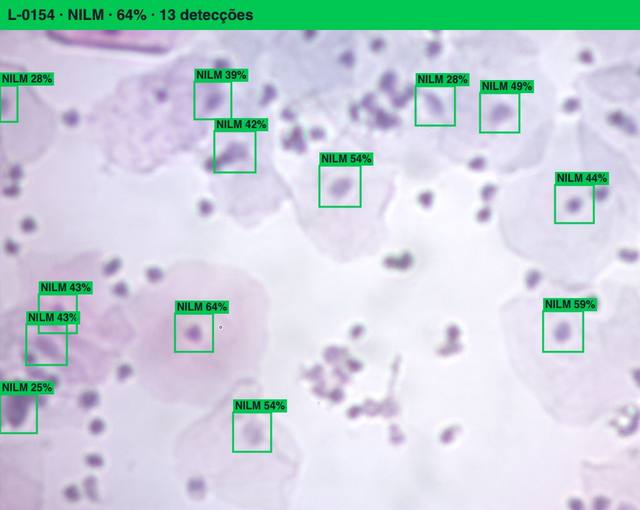 L-0154 · NILM · 64% · 13 detecções
NILM 28%
NILM 39%
NILM 28%
NILM 49%
NILM 42%
NILM 54%
NILM 44%
NILM 43%
NILM 43%
NILM 64%
NILM 59%
NILM 25%
NILM 54%